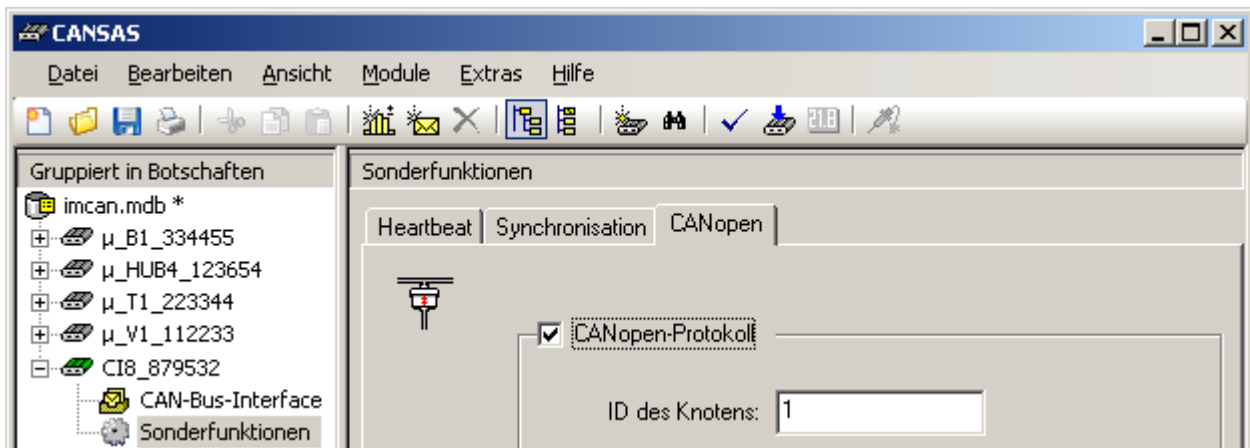 CANSAS
Datei Bearbeiten Ansicht Module Extras Hilfe
Gruppiert in Botschaften
imcan.mdb *
µ_B1_334455
µ_HUB4_123654
µ_T1_223344
µ_V1_112233
CI8_879532
CAN-Bus-Interface
Sonderfunktionen
Sonderfunktionen
Heartbeat Synchronisation CANopen
CANopen-Protokoll
ID des Knotens: 1